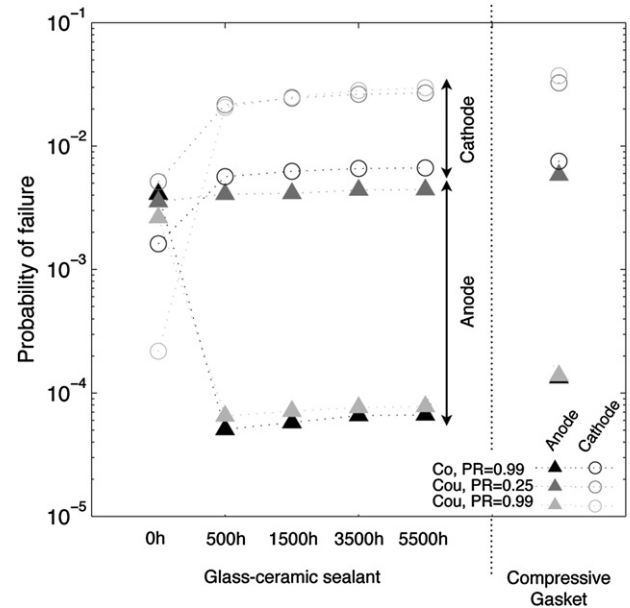 10^-1
10^-2
10^-3
10^-4
10^-5
Probability of failure
Cathode
Anode
Anode
Cathode
Co, PR=0.99
Cou, PR=0.25
Cou, PR=0.99
0h 500h 1500h 3500h 5500h
Glass-ceramic sealant
Compressive
Gasket